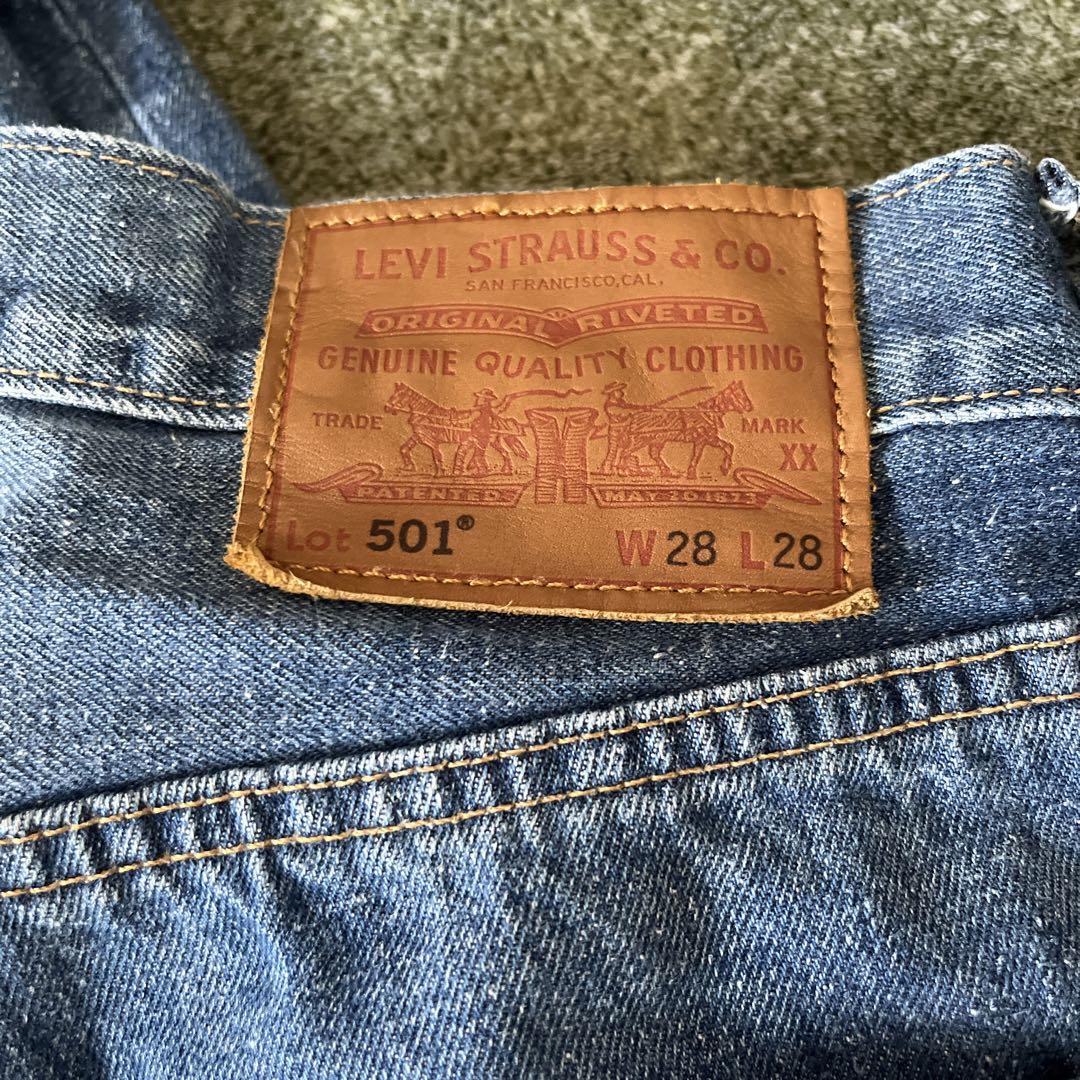 LEVI STRAUSS & CO.
SAN FRANCISCO, CAL,
ORIGINAL RIVETED
GENUINE QUALITY CLOTHING
TRADE MARK
XX
PATENTED MAY 20 1873
Lot 501® W28 L28